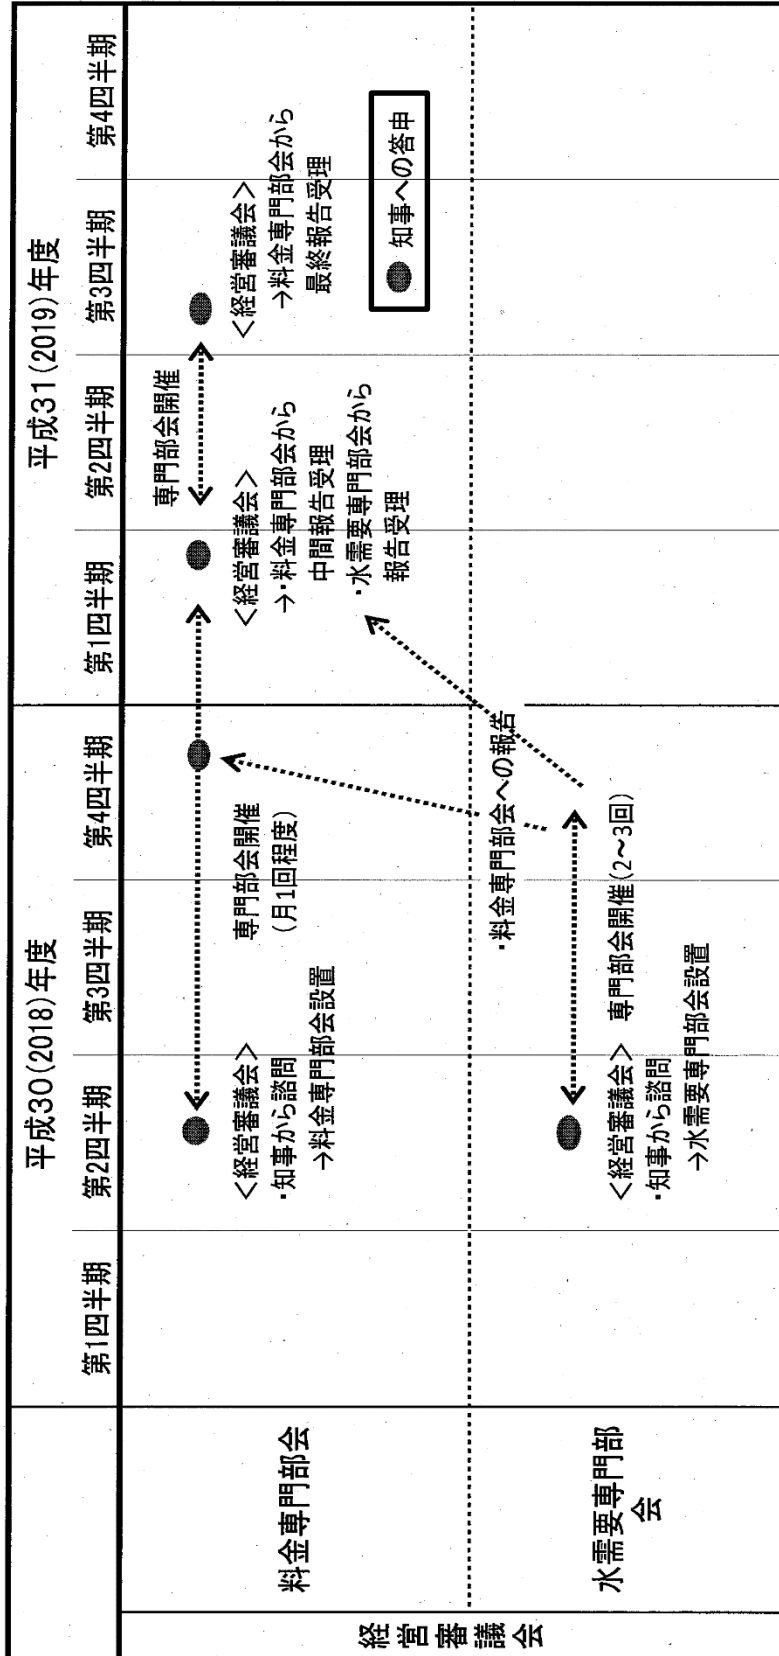 平成30(2018)年度
平成31(2019)年度
第1四半期
第2四半期
第3四半期
第4四半期
第1四半期
第2四半期
第3四半期
第4四半期
経営審議会
料金専門部会
<経営審議会>
・知事から諮問
→料金専門部会設置
専門部会開催
(月1回程度)
<経営審議会>
→・料金専門部会から
中間報告受理
・水需要専門部会から
報告受理
専門部会開催
<経営審議会>
→料金専門部会から
最終報告受理
知事への答申
・料金専門部会への報告
水需要専門部
会
<経営審議会>
・知事から諮問
→水需要専門部会設置
専門部会開催(2~3回)